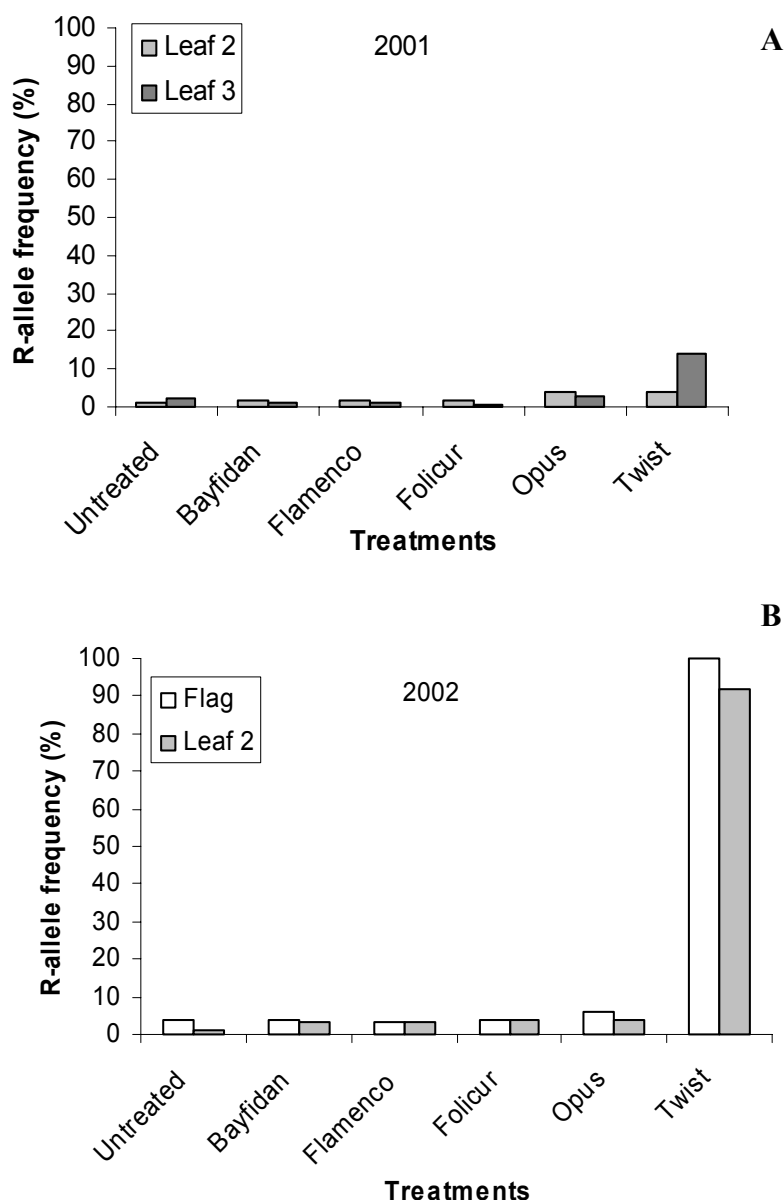 A
2001
Leaf 2
Leaf 3
R-allele frequency (%)
100
90
80
70
60
50
40
30
20
10
0
Untreated
Bayfidan
Flamenco
Folicur
Opus
Twist
Treatments
B
2002
Flag
Leaf 2
R-allele frequency (%)
100
90
80
70
60
50
40
30
20
10
0
Untreated
Bayfidan
Flamenco
Folicur
Opus
Twist
Treatments